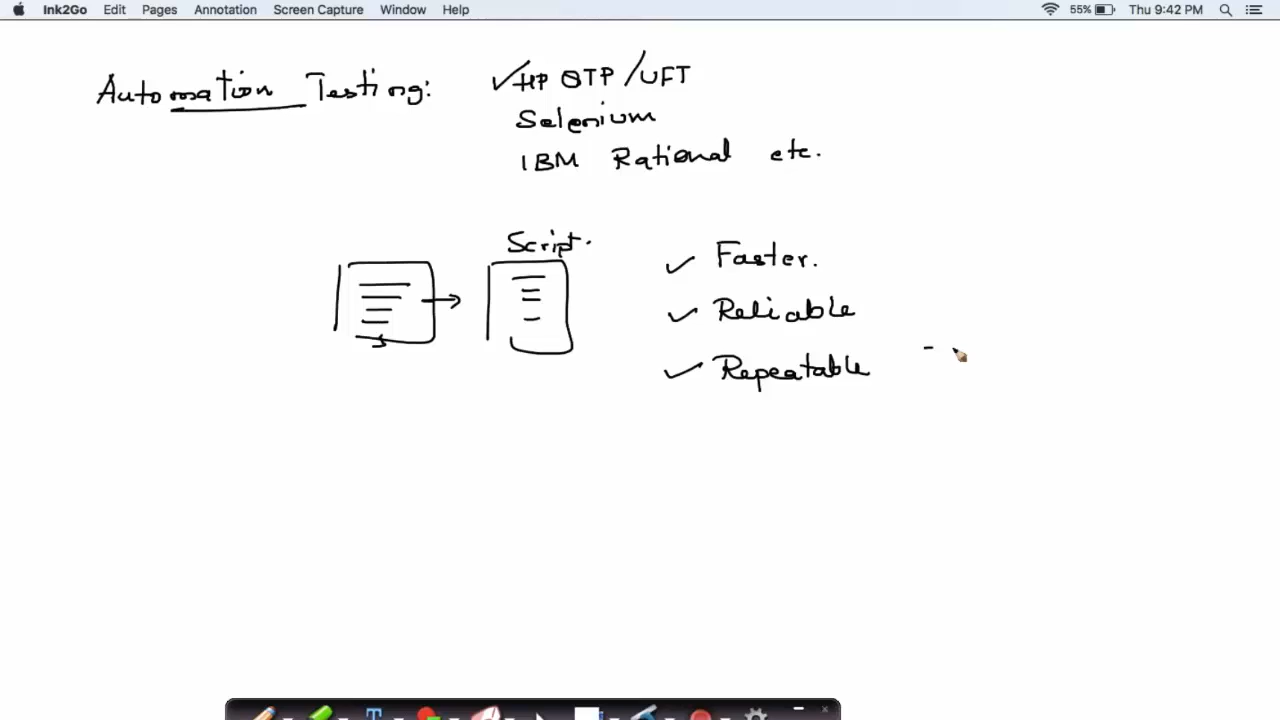 Ink2Go Edit Pages Annotation Screen Capture Window Help 55% Thu 9:42 PM
Automation Testing: HP QTP / UFT
Selenium
IBM Rational etc.
Script.
Faster.
Reliable
Repeatable -
T